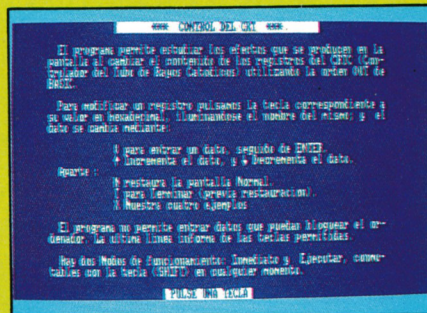 *** CONTROL DEL CRT ***
El programa permite estudiar los efectos que se producen en la
pantalla al cambiar el contenido de los registros del CRTC (Con-
trolador del Tubo de Rayos Catodicos) utilizando la orden OUT de
BASIC.
Para modificar un registro pulsamos la tecla correspondiente a
su valor en hexadecimal, iluminandose el nombre del mismo; y el
dato se cambia mediante:
para entrar un dato, seguido de ENTER.
Incrementa el dato, y Decrementa el dato.
Aparte :
N restaura la pantalla Normal.
T para Terminar (previa restauracion).
Muestra cuatro ejemplos
El programa no permite entrar datos que puedan bloquear el or-
denador. La ultima linea informa de las teclas permitidas.
Hay dos Modos de funcionamiento: Inmediato y Ejecutar, conmu-
tables con la tecla (SHIFT) en cualquier momento.
PULSE UNA TECLA